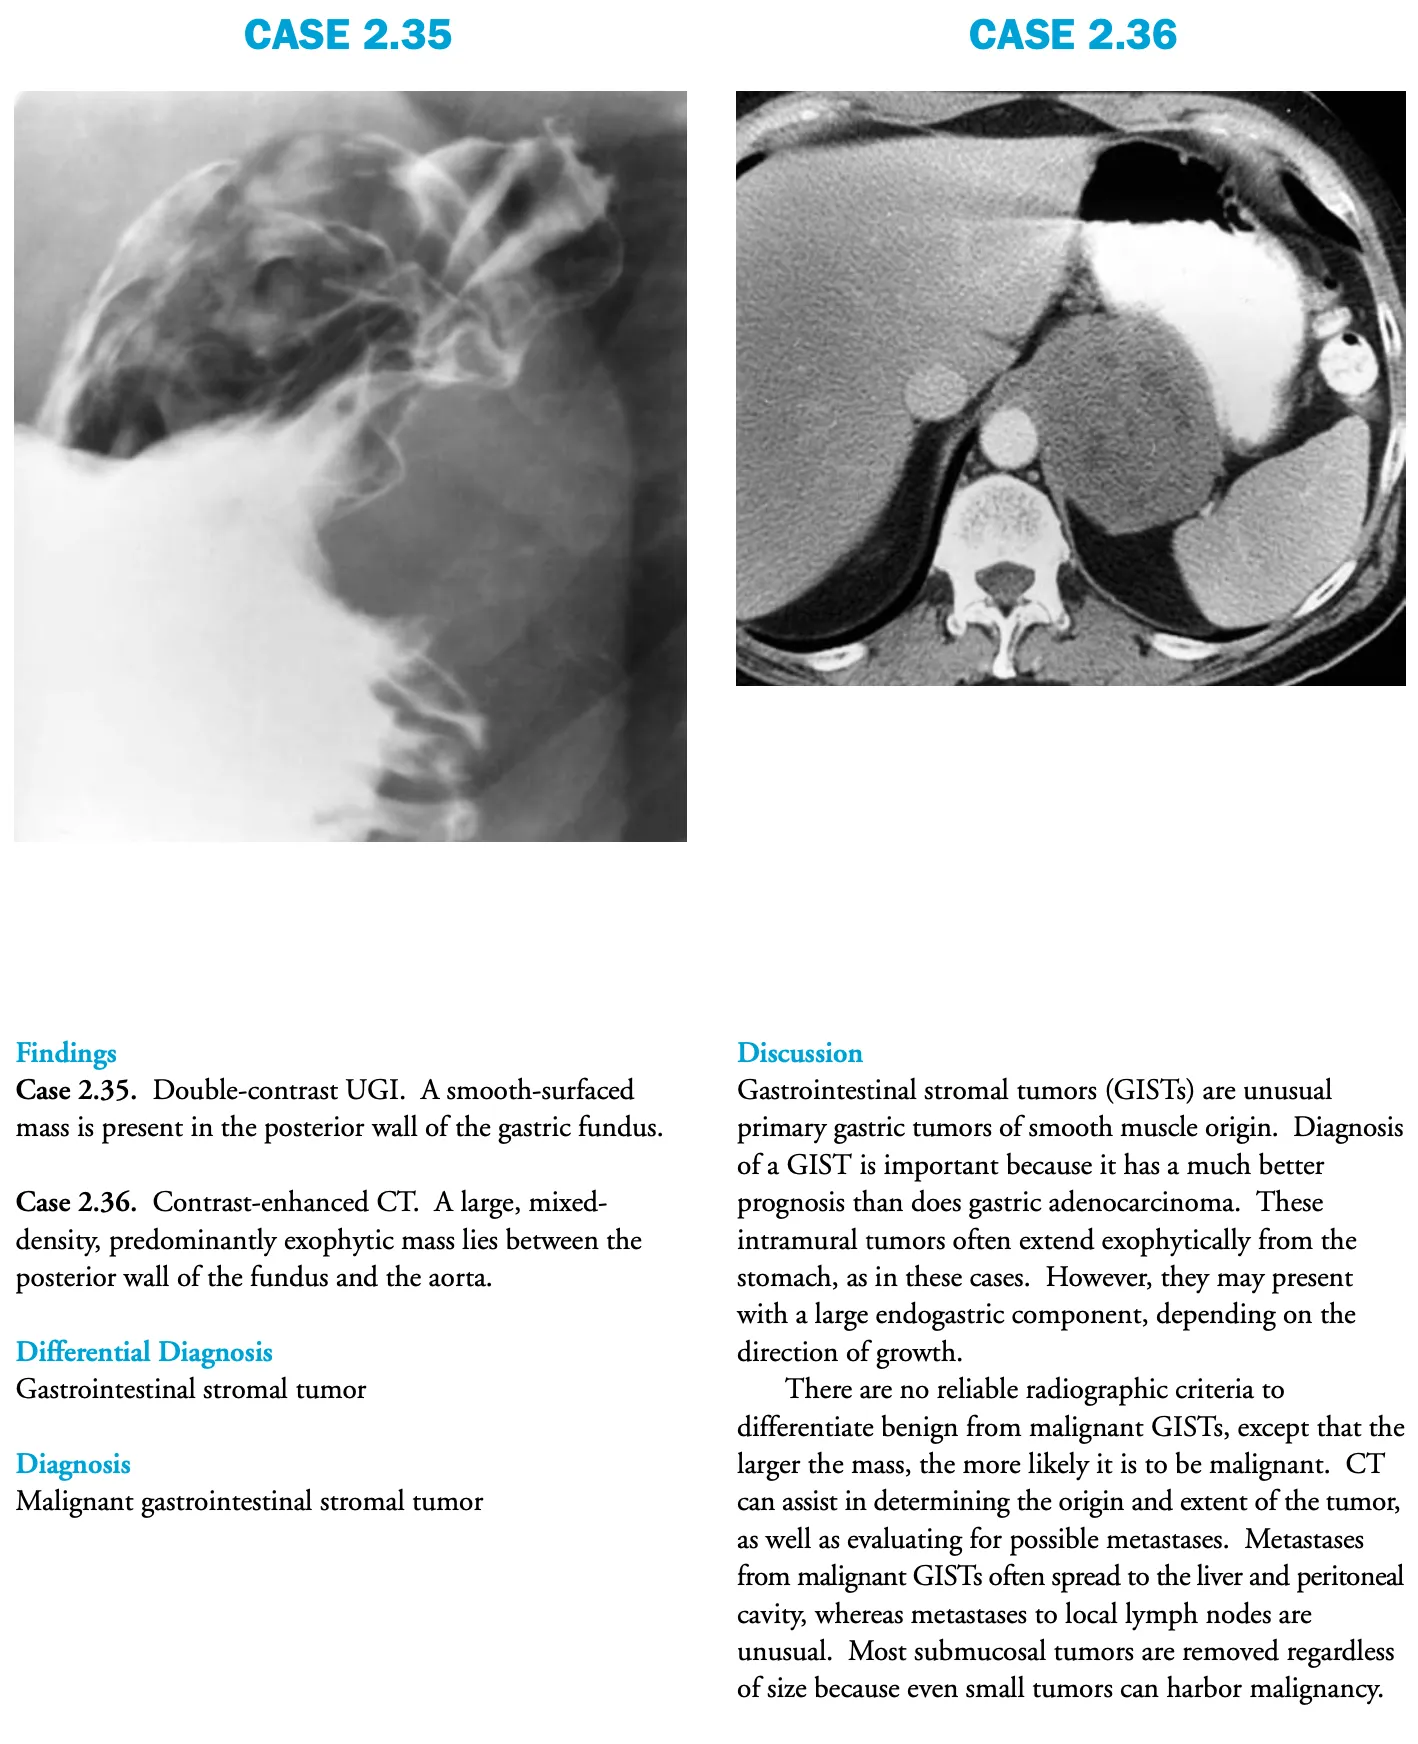 CASE 2.35
CASE 2.36
Findings
Case 2.35. Double-contrast UGI. A smooth-surfaced
mass is present in the posterior wall of the gastric fundus.
Case 2.36. Contrast-enhanced CT. A large, mixed-
density, predominantly exophytic mass lies between the
posterior wall of the fundus and the aorta.
Differential Diagnosis
Gastrointestinal stromal tumor
Diagnosis
Malignant gastrointestinal stromal tumor
Discussion
Gastrointestinal stromal tumors (GISTs) are unusual
primary gastric tumors of smooth muscle origin. Diagnosis
of a GIST is important because it has a much better
prognosis than does gastric adenocarcinoma. These
intramural tumors often extend exophytically from the
stomach, as in these cases. However, they may present
with a large endogastric component, depending on the
direction of growth.
There are no reliable radiographic criteria to
differentiate benign from malignant GISTs, except that the
larger the mass, the more likely it is to be malignant. CT
can assist in determining the origin and extent of the tumor,
as well as evaluating for possible metastases. Metastases
from malignant GISTs often spread to the liver and peritoneal
cavity, whereas metastases to local lymph nodes are
unusual. Most submucosal tumors are removed regardless
of size because even small tumors can harbor malignancy.